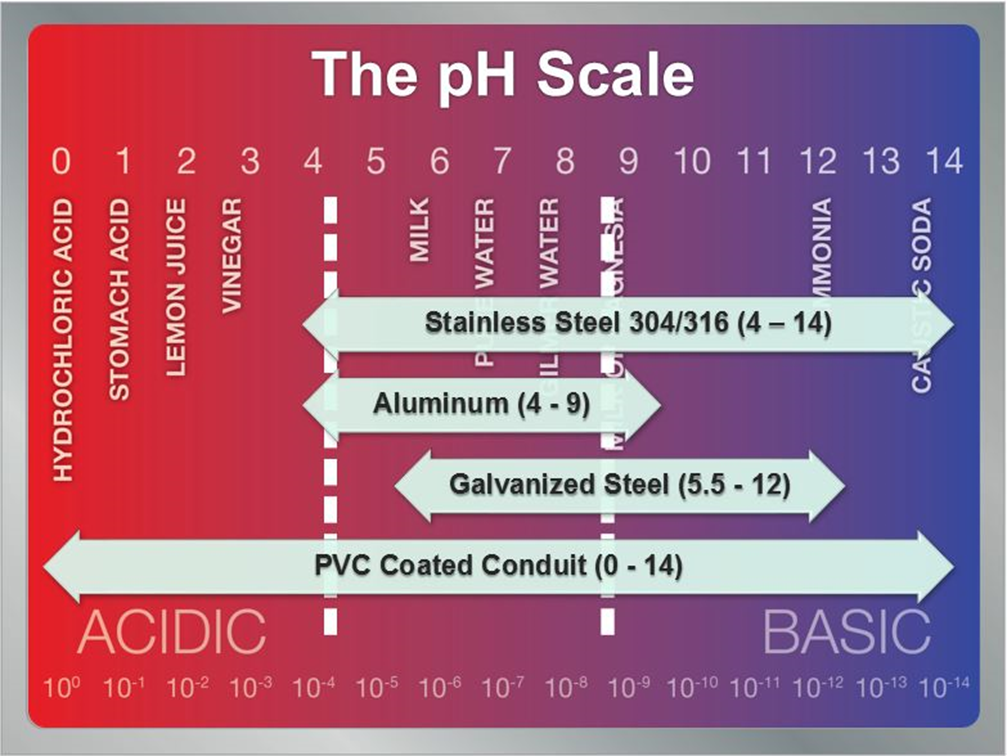 The pH Scale
0 1 2 3 4 5 6 7 8 9 10 11 12 13 14
HYDROCHLORIC ACID
STOMACH ACID
LEMON JUICE
VINEGAR
MILK
WATER
WATER
MMONIA
SODA
Stainless Steel 304/316 (4 – 14)
Aluminum (4 - 9)
Galvanized Steel (5.5 - 12)
PVC Coated Conduit (0 - 14)
ACIDIC
BASIC
10⁰ 10⁻¹ 10⁻² 10⁻³ 10⁻⁴ 10⁻⁵ 10⁻⁶ 10⁻⁷ 10⁻⁸ 10⁻⁹ 10⁻¹⁰ 10⁻¹¹ 10⁻¹² 10⁻¹³ 10⁻¹⁴